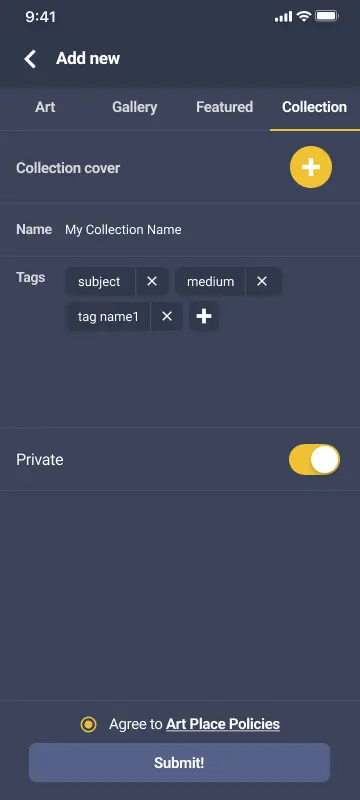 9:41
Add new
Art Gallery Featured Collection
Collection cover
Name My Collection Name
Tags subject medium
tag name1
Private
Agree to Art Place Policies
Submit!